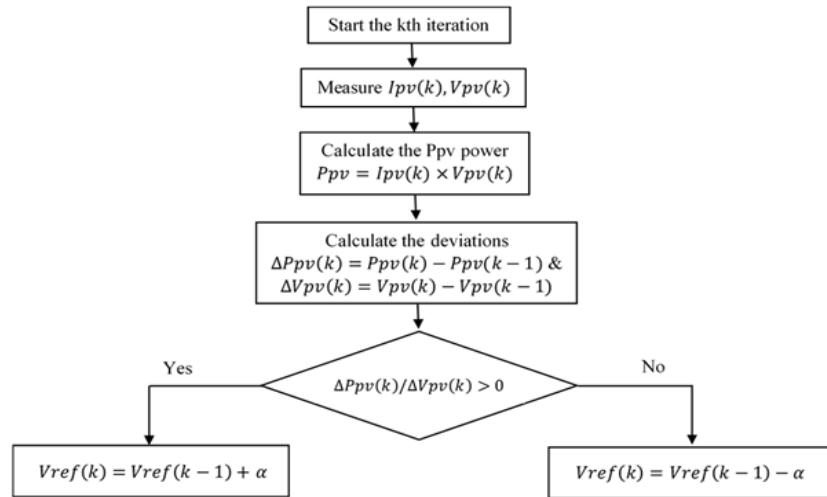 Start the kth iteration
Measure Ipv(k), Vpv(k)
Calculate the Ppv power
Ppv = Ipv(k) × Vpv(k)
Calculate the deviations
ΔPpv(k) = Ppv(k) − Ppv(k − 1) &
ΔVpv(k) = Vpv(k) − Vpv(k − 1)
Yes
ΔPpv(k)/ΔVpv(k) > 0
No
Vref(k) = Vref(k − 1) + α
Vref(k) = Vref(k − 1) − α